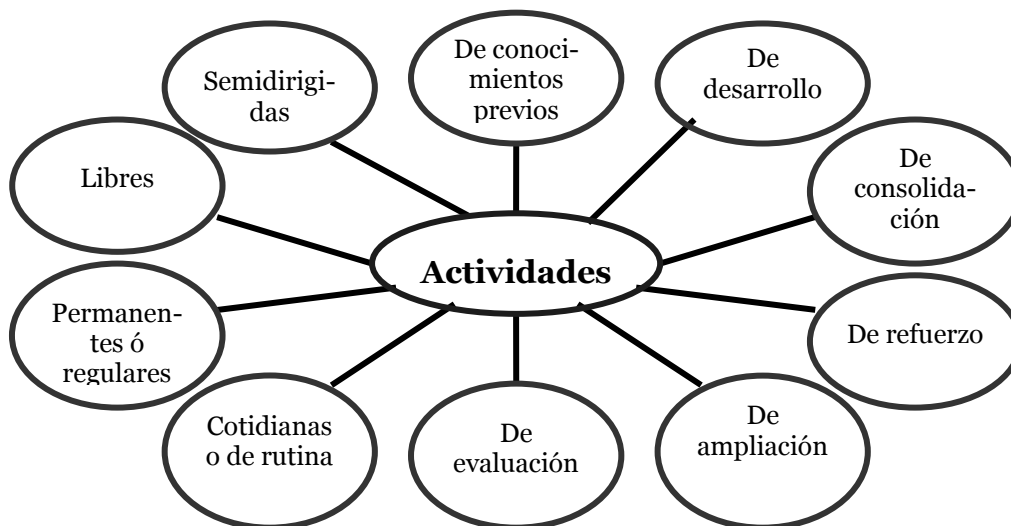 De conoci-
mientos
previos
De
desarrollo
De
consolida-
ción
De refuerzo
De
ampliación
De
evaluación
Cotidianas
o de rutina
Permanen-
tes ó
regulares
Libres
Semidirigi-
das
Actividades